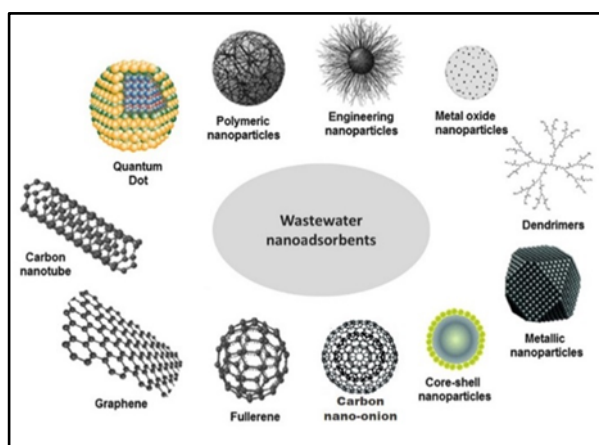 Polymeric
nanoparticles
Engineering
nanoparticles
Metal oxide
nanoparticles
Quantum
Dot
Dendrimers
Wastewater
nanoadsorbents
Carbon
nanotube
Metallic
nanoparticles
Graphene
Fullerene
Carbon
nano-onion
Core-shell
nanoparticles